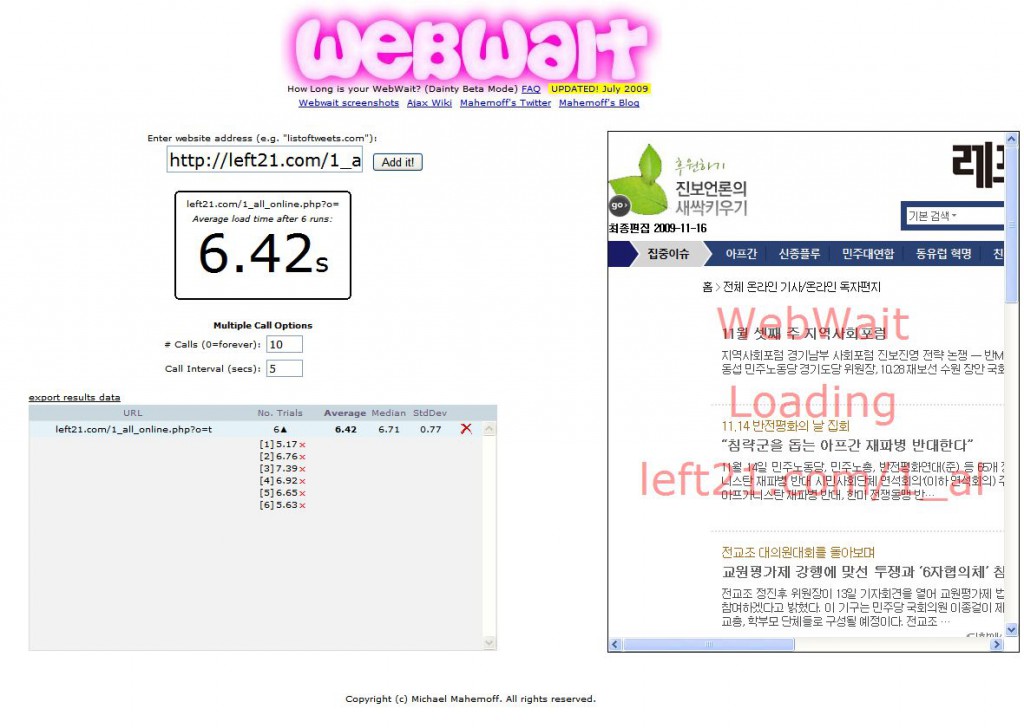 WeBWait
How Long is your WebWait? (Dainty Beta Mode) FAQ UPDATED! July 2009
Webwait screenshots Ajax Wiki Mahemoff's Twitter Mahemoff's Blog
Enter website address (e.g. "listoftweets.com"):
http://left21.com/1_a Add it!
left21.com/1_all_online.php?o=
Average load time after 6 runs:
6.42s
Multiple Call Options
# Calls (0=forever): 10
Call Interval (secs): 5
export results data
URL No. Trials Average Median StdDev
left21.com/1_all_online.php?o=t 6▲ 6.42 6.71 0.77
[1] 5.17 x
[2] 6.76 x
[3] 7.39 x
[4] 6.92 x
[5] 6.65 x
[6] 5.63 x
후원하기
진보언론의
새싹키우기
go
레프
최종편집 2009-11-16
기본 검색
집중이슈 아프간 신종플루 민주대연합 동유럽 혁명 친
홈 > 전체 온라인 기사/온라인 독자편지
WebWait
11월 셋째 주 지역사회포럼
지역사회포럼 경기남부 사회포럼 진보진영 전략 논쟁 ― 반M
동섭 민주노동당 경기도당 위원장, 10.28 재보선 수원 장안 국회
Loading
11.14 반전평화의 날 집회
“침략군을 돕는 아프간 재파병 반대한다”
11월 14일 민주노동당, 민주노총, 반전평화연대(준) 등 65개
left21.com/1_al
니스탄 재파병 반대 시민사회단체 연석회의'(이하 연석회의) 주
아프가니스탄 재파병 반대, 한미 전쟁동맹 반…
전교조 대의원대회를 돌아보며
교원평가제 강행에 맞선 투쟁과 ‘6자협의체’ 참
전교조 정진후 위원장이 13일 기자회견을 열어 교원평가제 법
참여하겠다고 밝혔다. 이 기구는 민주당 국회의원 이종걸이 제
교총, 학부모 단체들로 구성될 예정이다. 전교조 …
Copyright (c) Michael Mahemoff. All rights reserved.